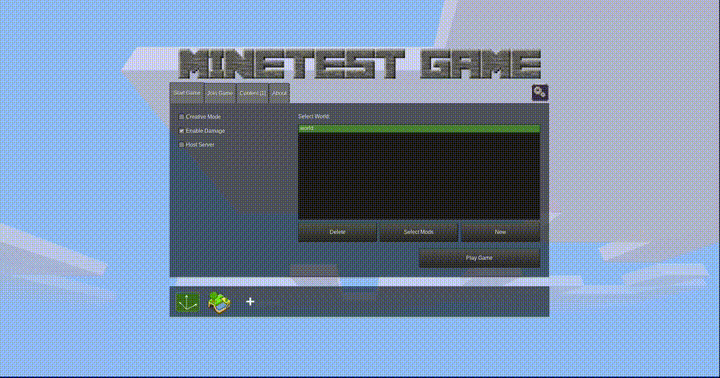 MINETEST GAME
Start Game Join Game Content [1] About
Creative Mode
Enable Damage
Host Server
Select World:
world
Delete Select Mods New
Play Game